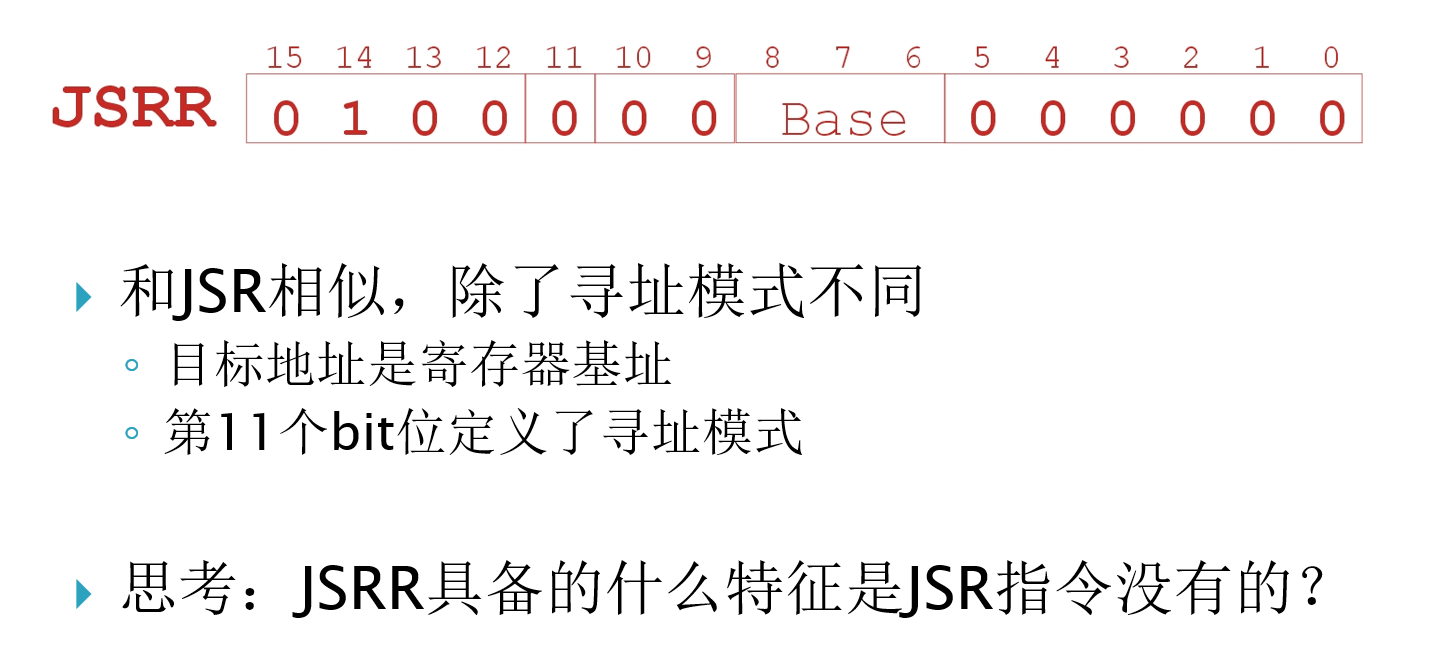 15 14 13 12 11 10 9 8 7 6 5 4 3 2 1 0
JSRR 0 1 0 0 0 0 0 Base 0 0 0 0 0 0
和JSR相似，除了寻址模式不同
目标地址是寄存器基址
第11个bit位定义了寻址模式
思考：JSRR具备的什么特征是JSR指令没有的？